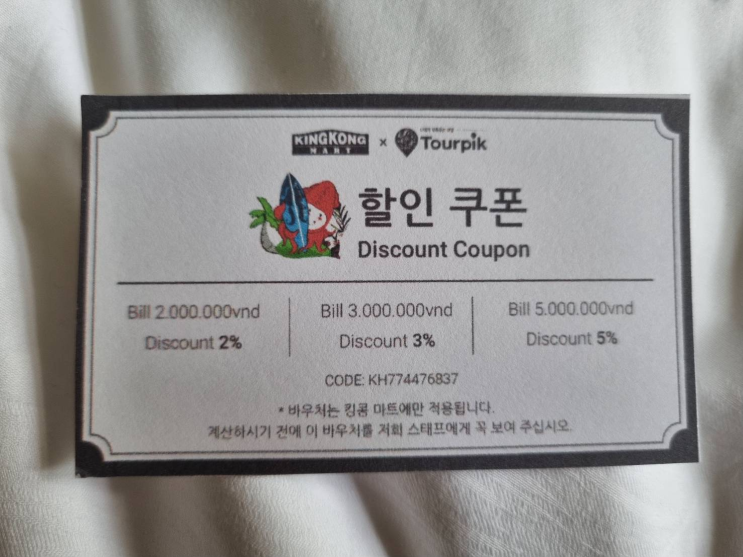 KINGKONG MART × Tourpik
할인 쿠폰
Discount Coupon
Bill 2.000.000vnd
Discount 2%
Bill 3.000.000vnd
Discount 3%
Bill 5.000.000vnd
Discount 5%
CODE: KH774476837
* 바우처는 킹콩 마트에만 적용됩니다.
계산하시기 전에 이 바우처를 저희 스태프에게 꼭 보여 주십시오.